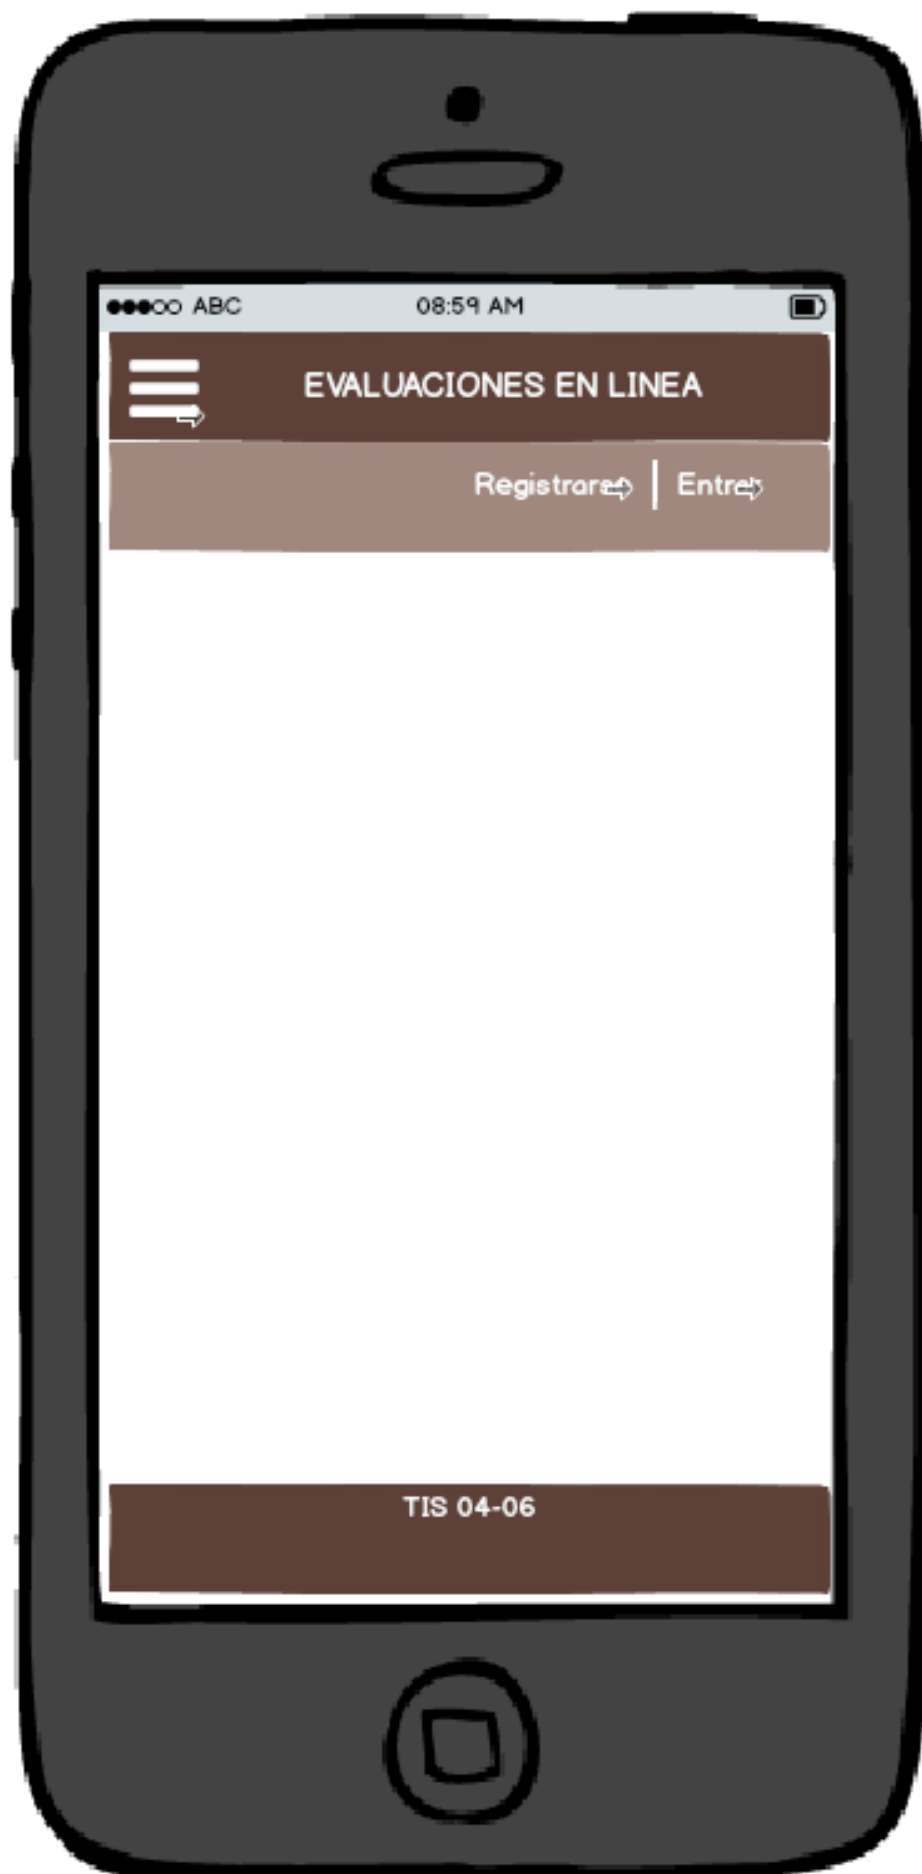 ABC 08:59 AM
EVALUACIONES EN LINEA
Registrarse | Entrar
TIS 04-06